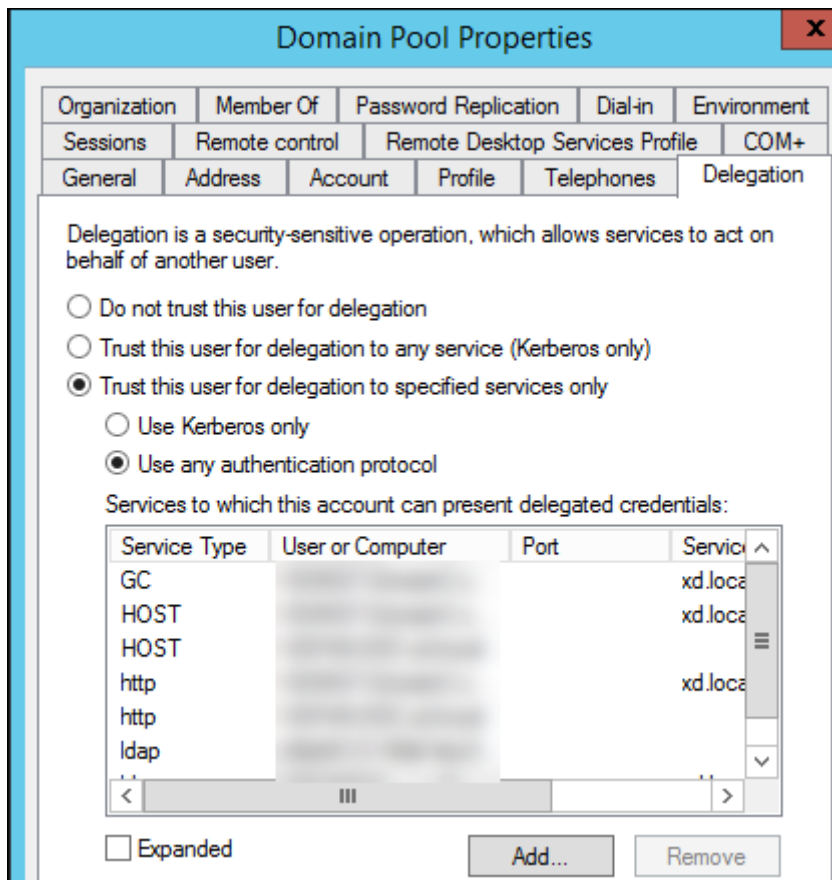 Domain Pool Properties
x
Organization Member Of Password Replication Dial-in Environment
Sessions Remote control Remote Desktop Services Profile COM+
General Address Account Profile Telephones Delegation
Delegation is a security-sensitive operation, which allows services to act on
behalf of another user.
Do not trust this user for delegation
Trust this user for delegation to any service (Kerberos only)
Trust this user for delegation to specified services only
Use Kerberos only
Use any authentication protocol
Services to which this account can present delegated credentials:
Service Type User or Computer Port Servic
GC xd.loca
HOST xd.loca
HOST
http xd.loca
http
ldap
Expanded Add... Remove